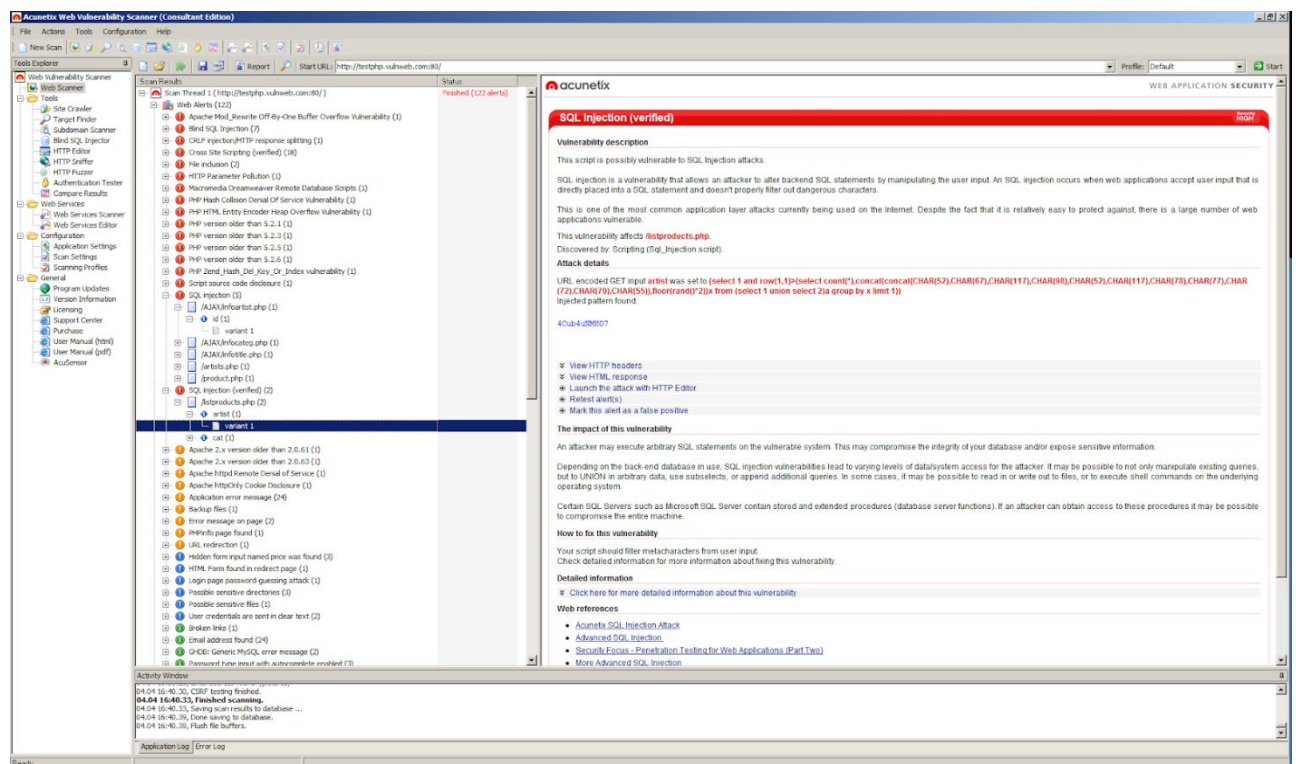 Acunetix Web Vulnerability Scanner (Consultant Edition)
File Actions Tools Configuration Help
New Scan
Tools Explorer
Report
Start URL: http://testphp.vulnweb.com:80/
Profile: Default
Start
Web Vulnerability Scanner
Web Scanner
Tools
Site Crawler
Target Finder
Subdomain Scanner
Blind SQL Injector
HTTP Editor
HTTP Sniffer
HTTP Fuzzer
Authentication Tester
Compare Results
Web Services
Web Services Scanner
Web Services Editor
Configuration
Application Settings
Scan Settings
Scanning Profiles
General
Program Updates
Version Information
Licensing
Support Center
Purchase
User Manual (html)
User Manual (pdf)
AcuSensor
Scan Results
Status
Scan Thread 1 ( http://testphp.vulnweb.com:80/ )
Finished (122 alerts)
Web Alerts (122)
Apache Mod_Rewrite Off-By-One Buffer Overflow Vulnerability (1)
Blind SQL Injection (7)
CRLF injection/HTTP response splitting (1)
Cross Site Scripting (verified) (18)
File inclusion (2)
HTTP Parameter Pollution (1)
Macromedia Dreamweaver Remote Database Scripts (1)
PHP Hash Collision Denial Of Service Vulnerability (1)
PHP HTML Entity Encoder Heap Overflow Vulnerability (1)
PHP version older than 5.2.1 (1)
PHP version older than 5.2.3 (1)
PHP version older than 5.2.5 (1)
PHP version older than 5.2.6 (1)
PHP Zend_Hash_Del_Key_Or_Index vulnerability (1)
Script source code disclosure (1)
SQL injection (5)
/AJAX/infoartist.php (1)
id (1)
variant 1
/AJAX/infocateg.php (1)
/AJAX/infotitle.php (1)
/artists.php (1)
/product.php (1)
SQL injection (verified) (2)
/listproducts.php (2)
artist (1)
variant 1
cat (1)
Apache 2.x version older than 2.0.61 (1)
Apache 2.x version older than 2.0.63 (1)
Apache httpd Remote Denial of Service (1)
Apache httpOnly Cookie Disclosure (1)
Application error message (24)
Backup files (1)
Error message on page (2)
PHPinfo page found (1)
URL redirection (1)
Hidden form input named price was found (3)
HTML Form found in redirect page (1)
Login page password-guessing attack (1)
Possible sensitive directories (3)
Possible sensitive files (1)
User credentials are sent in clear text (2)
Broken links (1)
Email address found (24)
GHDB: Generic MySQL error message (2)
Password type input with autocomplete enabled (3)
acunetix
WEB APPLICATION SECURITY
SQL injection (verified)
Severity
HIGH
Vulnerability description
This script is possibly vulnerable to SQL Injection attacks.
SQL injection is a vulnerability that allows an attacker to alter backend SQL statements by manipulating the user input. An SQL injection occurs when web applications accept user input that is
directly placed into a SQL statement and doesn't properly filter out dangerous characters.
This is one of the most common application layer attacks currently being used on the Internet. Despite the fact that it is relatively easy to protect against, there is a large number of web
applications vulnerable.
This vulnerability affects /listproducts.php.
Discovered by: Scripting (Sql_Injection.script).
Attack details
URL encoded GET input artist was set to (select 1 and row(1,1)>(select count(*),concat(concat(CHAR(52),CHAR(67),CHAR(117),CHAR(98),CHAR(52),CHAR(117),CHAR(78),CHAR(77),CHAR
(72),CHAR(79),CHAR(55)),floor(rand()*2))x from (select 1 union select 2)a group by x limit 1))
Injected pattern found:
View HTTP headers
View HTML response
Launch the attack with HTTP Editor
Retest alert(s)
Mark this alert as a false positive
The impact of this vulnerability
An attacker may execute arbitrary SQL statements on the vulnerable system. This may compromise the integrity of your database and/or expose sensitive information.
Depending on the back-end database in use, SQL injection vulnerabilities lead to varying levels of data/system access for the attacker. It may be possible to not only manipulate existing queries,
but to UNION in arbitrary data, use subselects, or append additional queries. In some cases, it may be possible to read in or write out to files, or to execute shell commands on the underlying
operating system.
Certain SQL Servers such as Microsoft SQL Server contain stored and extended procedures (database server functions). If an attacker can obtain access to these procedures it may be possible
to compromise the entire machine.
How to fix this vulnerability
Your script should filter metacharacters from user input.
Check detailed information for more information about fixing this vulnerability.
Detailed information
Click here for more detailed information about this vulnerability
Web references
Acunetix SQL Injection Attack
Advanced SQL Injection
Security Focus - Penetration Testing for Web Applications (Part Two)
More Advanced SQL Injection
Activity Window
04.04 16:40.30, CSRF testing finished.
04.04 16:40.33, Finished scanning.
04.04 16:40.33, Saving scan results to database ...
04.04 16:40.39, Done saving to database.
04.04 16:40.39, Flush file buffers.
Application Log Error Log
Ready